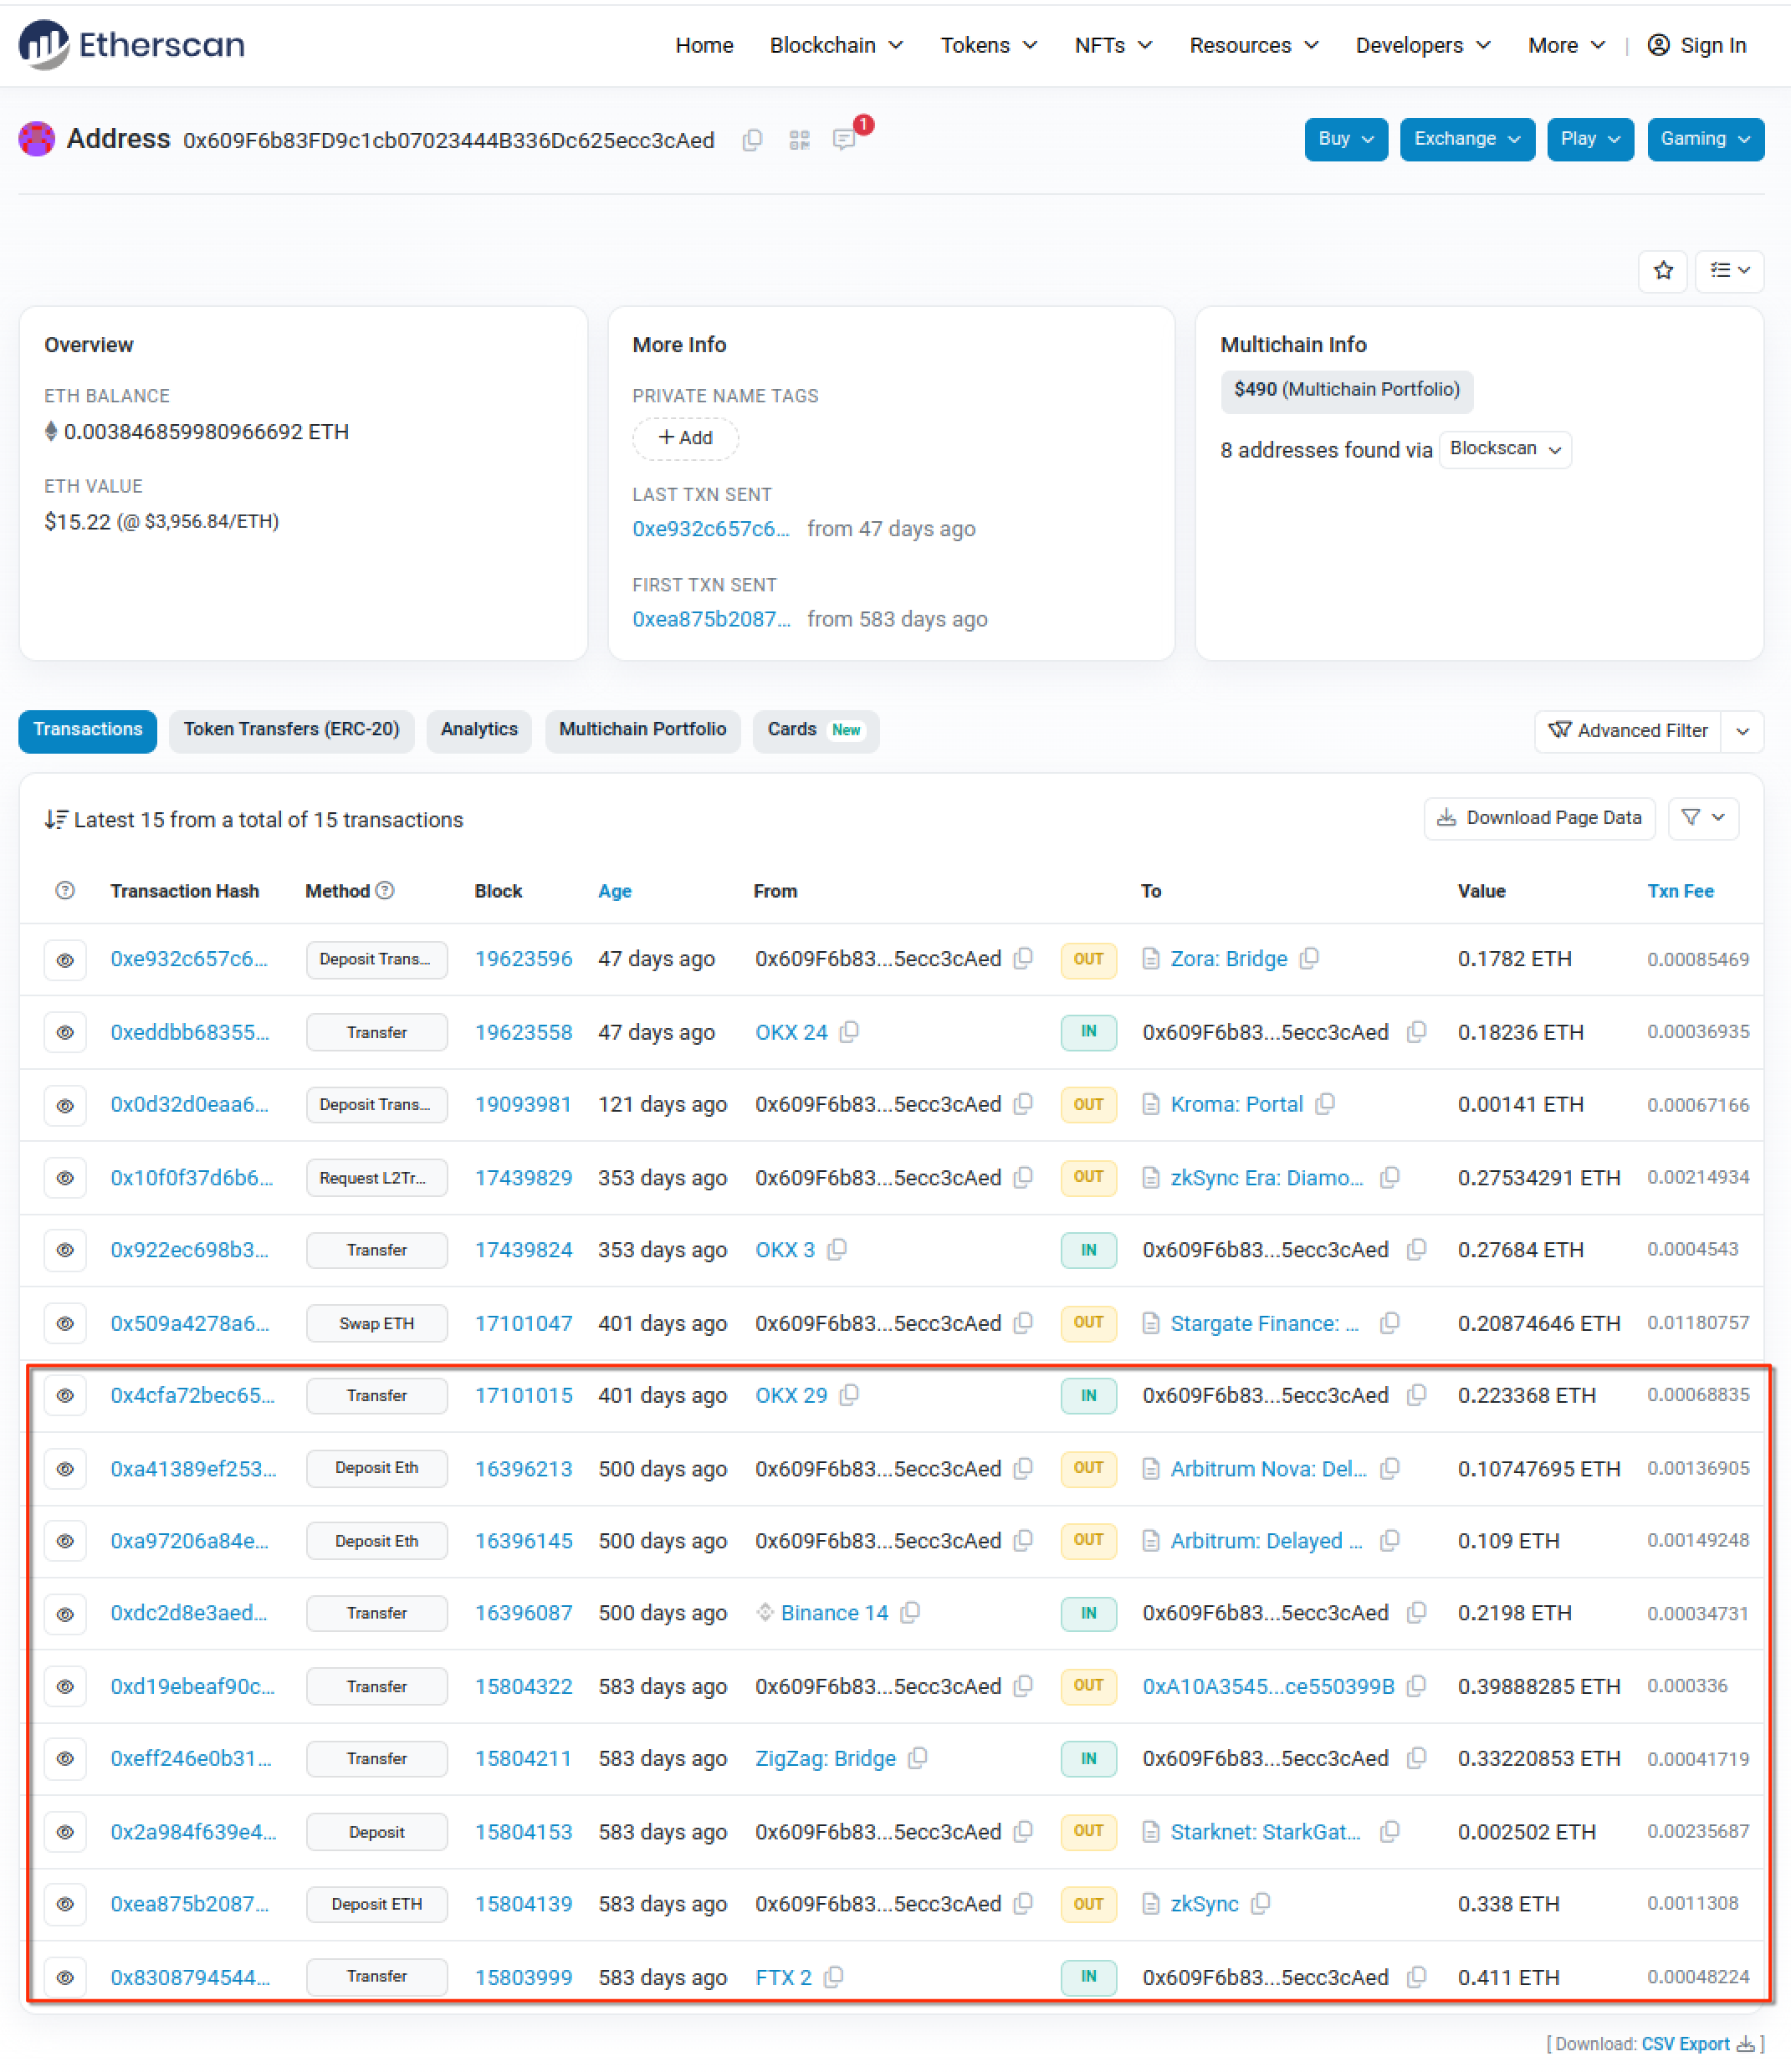 Etherscan Home Blockchain Tokens NFTs Resources Developers More | Sign In
Address 0x609F6b83FD9c1cb07023444B336Dc625ecc3cAed 1 Buy Exchange Play Gaming
Overview
ETH BALANCE
0.003846859980966692 ETH
ETH VALUE
$15.22 (@ $3,956.84/ETH)
More Info
PRIVATE NAME TAGS
+ Add
LAST TXN SENT
0xe932c657c6... from 47 days ago
FIRST TXN SENT
0xea875b2087... from 583 days ago
Multichain Info
$490 (Multichain Portfolio)
8 addresses found via Blockscan
Transactions Token Transfers (ERC-20) Analytics Multichain Portfolio Cards New Advanced Filter
Latest 15 from a total of 15 transactions Download Page Data
? Transaction Hash Method ? Block Age From To Value Txn Fee
0xe932c657c6... Deposit Trans... 19623596 47 days ago 0x609F6b83...5ecc3cAed OUT Zora: Bridge 0.1782 ETH 0.00085469
0xeddbb68355... Transfer 19623558 47 days ago OKX 24 IN 0x609F6b83...5ecc3cAed 0.18236 ETH 0.00036935
0x0d32d0eaa6... Deposit Trans... 19093981 121 days ago 0x609F6b83...5ecc3cAed OUT Kroma: Portal 0.00141 ETH 0.00067166
0x10f0f37d6b6... Request L2Tr... 17439829 353 days ago 0x609F6b83...5ecc3cAed OUT zkSync Era: Diamo... 0.27534291 ETH 0.00214934
0x922ec698b3... Transfer 17439824 353 days ago OKX 3 IN 0x609F6b83...5ecc3cAed 0.27684 ETH 0.0004543
0x509a4278a6... Swap ETH 17101047 401 days ago 0x609F6b83...5ecc3cAed OUT Stargate Finance: ... 0.20874646 ETH 0.01180757
0x4cfa72bec65... Transfer 17101015 401 days ago OKX 29 IN 0x609F6b83...5ecc3cAed 0.223368 ETH 0.00068835
0xa41389ef253... Deposit Eth 16396213 500 days ago 0x609F6b83...5ecc3cAed OUT Arbitrum Nova: Del... 0.10747695 ETH 0.00136905
0xa97206a84e... Deposit Eth 16396145 500 days ago 0x609F6b83...5ecc3cAed OUT Arbitrum: Delayed ... 0.109 ETH 0.00149248
0xdc2d8e3aed... Transfer 16396087 500 days ago Binance 14 IN 0x609F6b83...5ecc3cAed 0.2198 ETH 0.00034731
0xd19ebeaf90c... Transfer 15804322 583 days ago 0x609F6b83...5ecc3cAed OUT 0xA10A3545...ce550399B 0.39888285 ETH 0.000336
0xeff246e0b31... Transfer 15804211 583 days ago ZigZag: Bridge IN 0x609F6b83...5ecc3cAed 0.33220853 ETH 0.00041719
0x2a984f639e4... Deposit 15804153 583 days ago 0x609F6b83...5ecc3cAed OUT Starknet: StarkGat... 0.002502 ETH 0.00235687
0xea875b2087... Deposit ETH 15804139 583 days ago 0x609F6b83...5ecc3cAed OUT zkSync 0.338 ETH 0.0011308
0x8308794544... Transfer 15803999 583 days ago FTX 2 IN 0x609F6b83...5ecc3cAed 0.411 ETH 0.00048224
[ Download: CSV Export ]